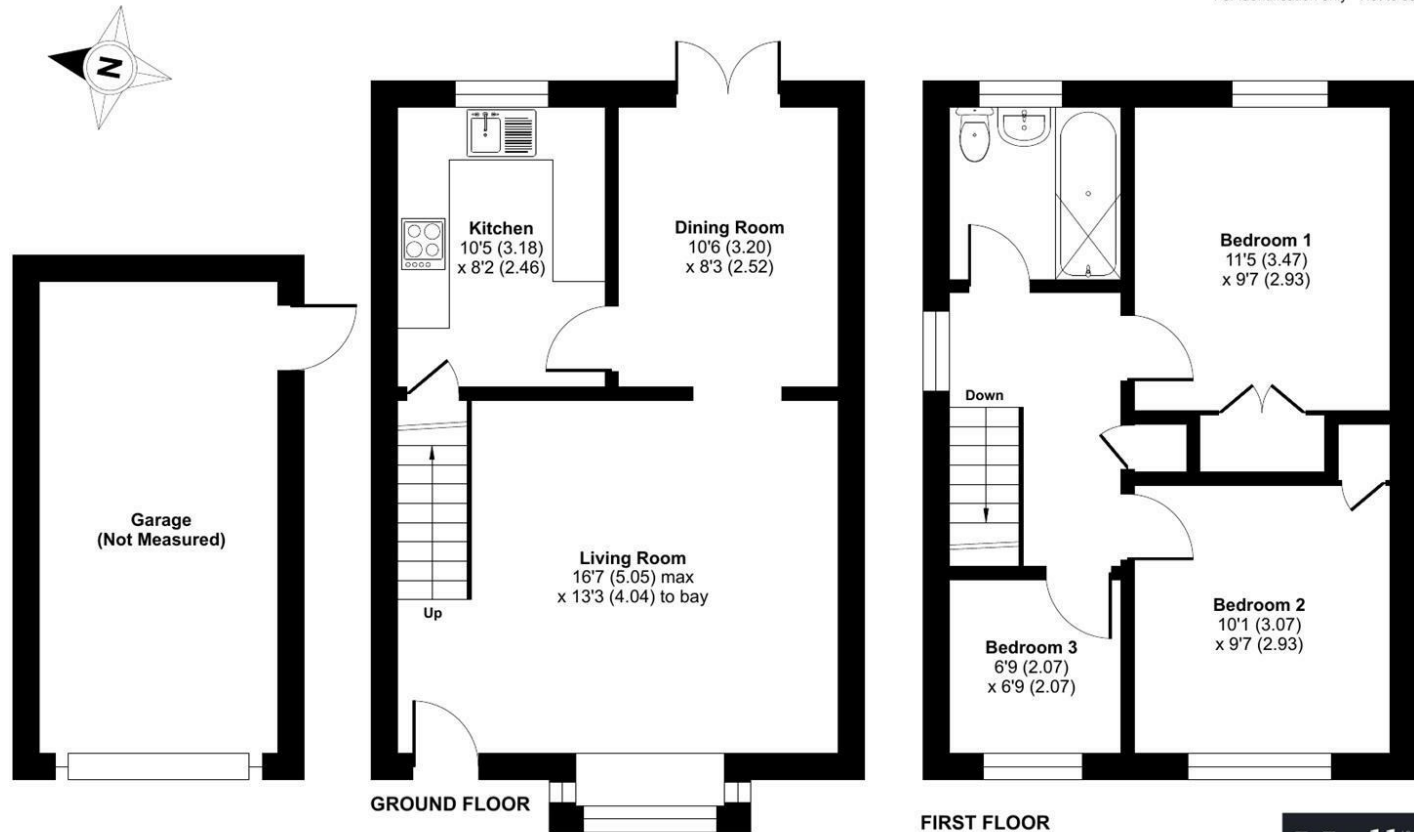 N
Kitchen
10'5 (3.18)
x 8'2 (2.46)
Dining Room
10'6 (3.20)
x 8'3 (2.52)
Garage
(Not Measured)
Living Room
16'7 (5.05) max
x 13'3 (4.04) to bay
Up
GROUND FLOOR
Bedroom 1
11'5 (3.47)
x 9'7 (2.93)
Down
Bedroom 2
10'1 (3.07)
x 9'7 (2.93)
Bedroom 3
6'9 (2.07)
x 6'9 (2.07)
FIRST FLOOR